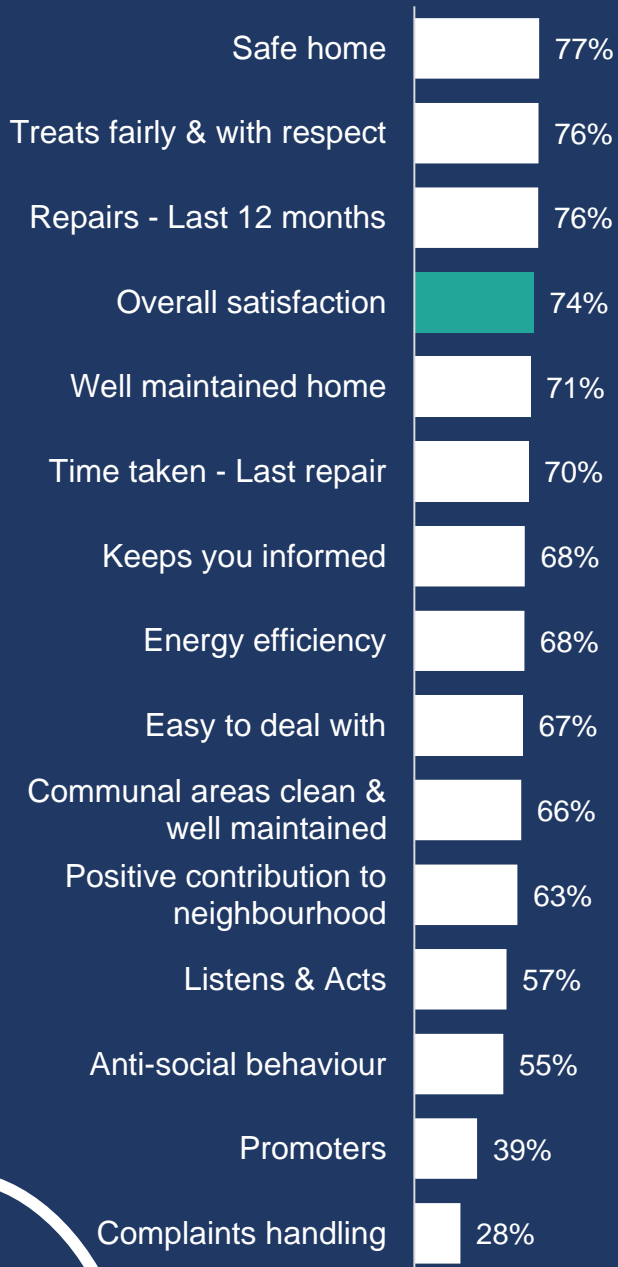 Safe home 77%
Treats fairly & with respect 76%
Repairs - Last 12 months 76%
Overall satisfaction 74%
Well maintained home 71%
Time taken - Last repair 70%
Keeps you informed 68%
Energy efficiency 68%
Easy to deal with 67%
Communal areas clean &
well maintained 66%
Positive contribution to
neighbourhood 63%
Listens & Acts 57%
Anti-social behaviour 55%
Promoters 39%
Complaints handling 28%